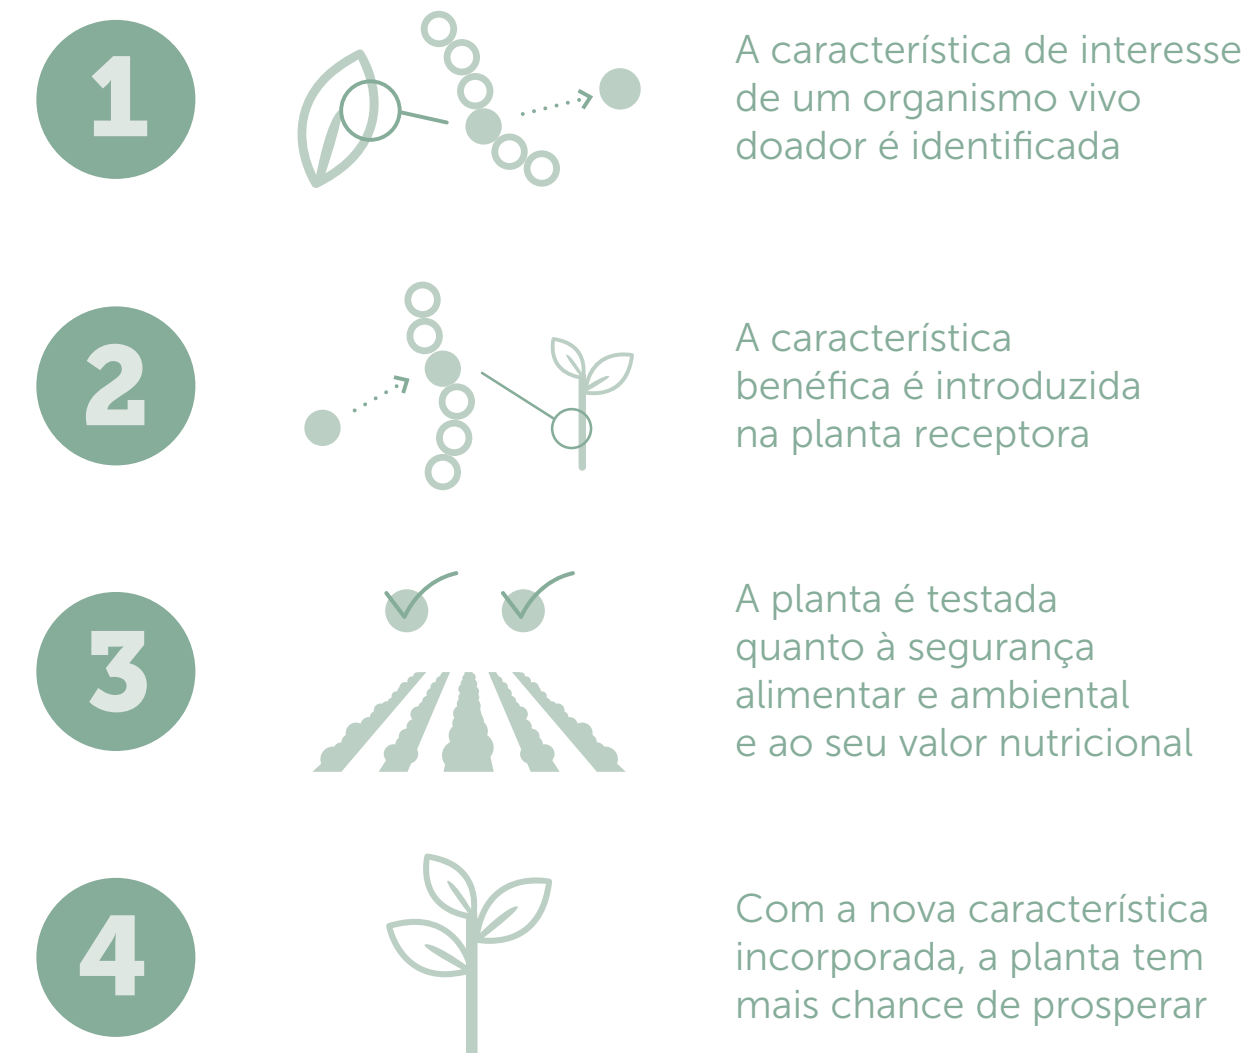 1
A característica de interesse
de um organismo vivo
doador é identificada
2
A característica
benéfica é introduzida
na planta receptora
3
A planta é testada
quanto à segurança
alimentar e ambiental
e ao seu valor nutricional
4
Com a nova característica
incorporada, a planta tem
mais chance de prosperar